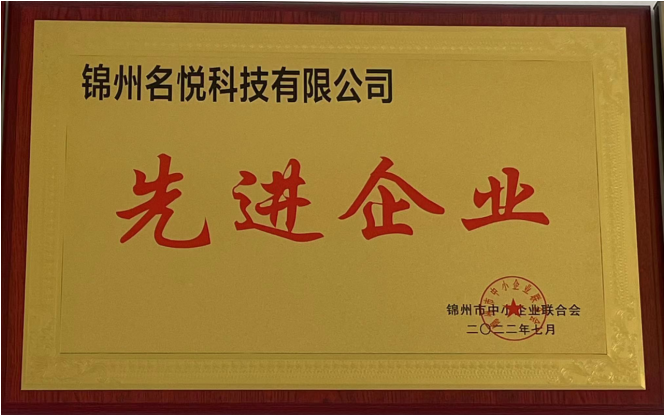 锦州名悦科技有限公司
先进企业
锦州市中小企业联合会
二〇二二年七月